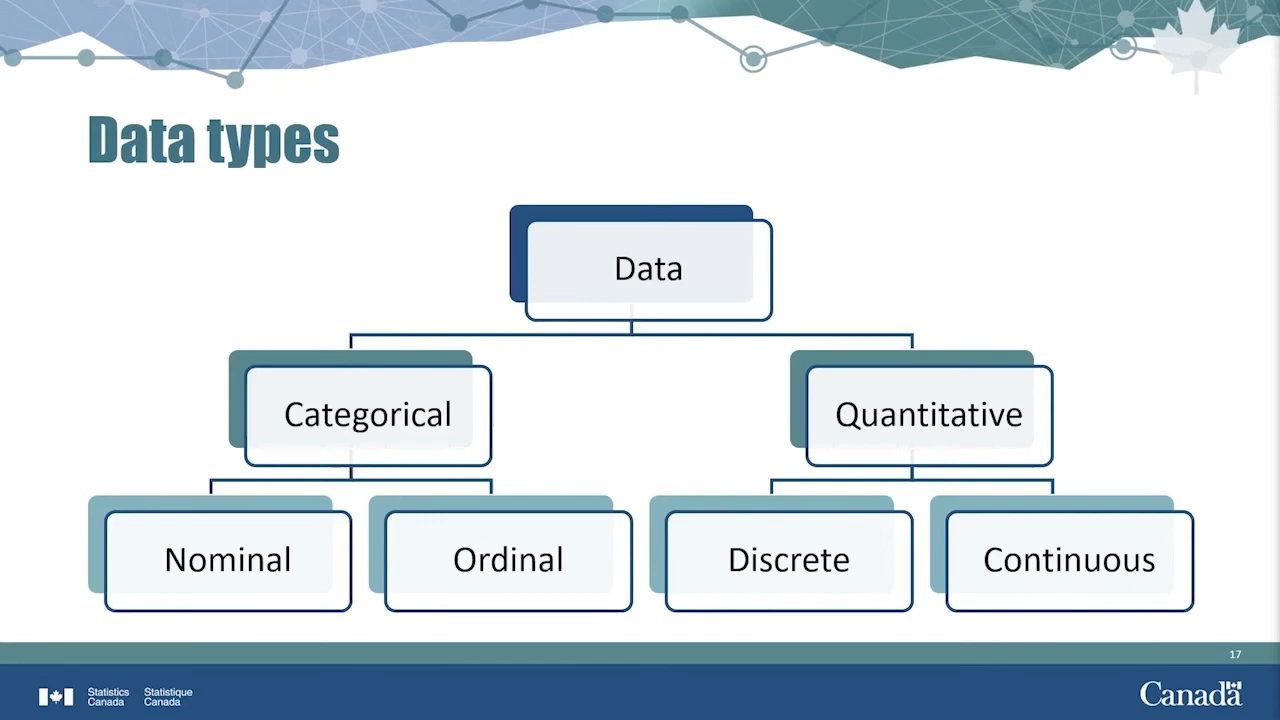 Data types
Data
Categorical
Quantitative
Nominal
Ordinal
Discrete
Continuous
17
Statistics
Canada
Statistique
Canada
Canada